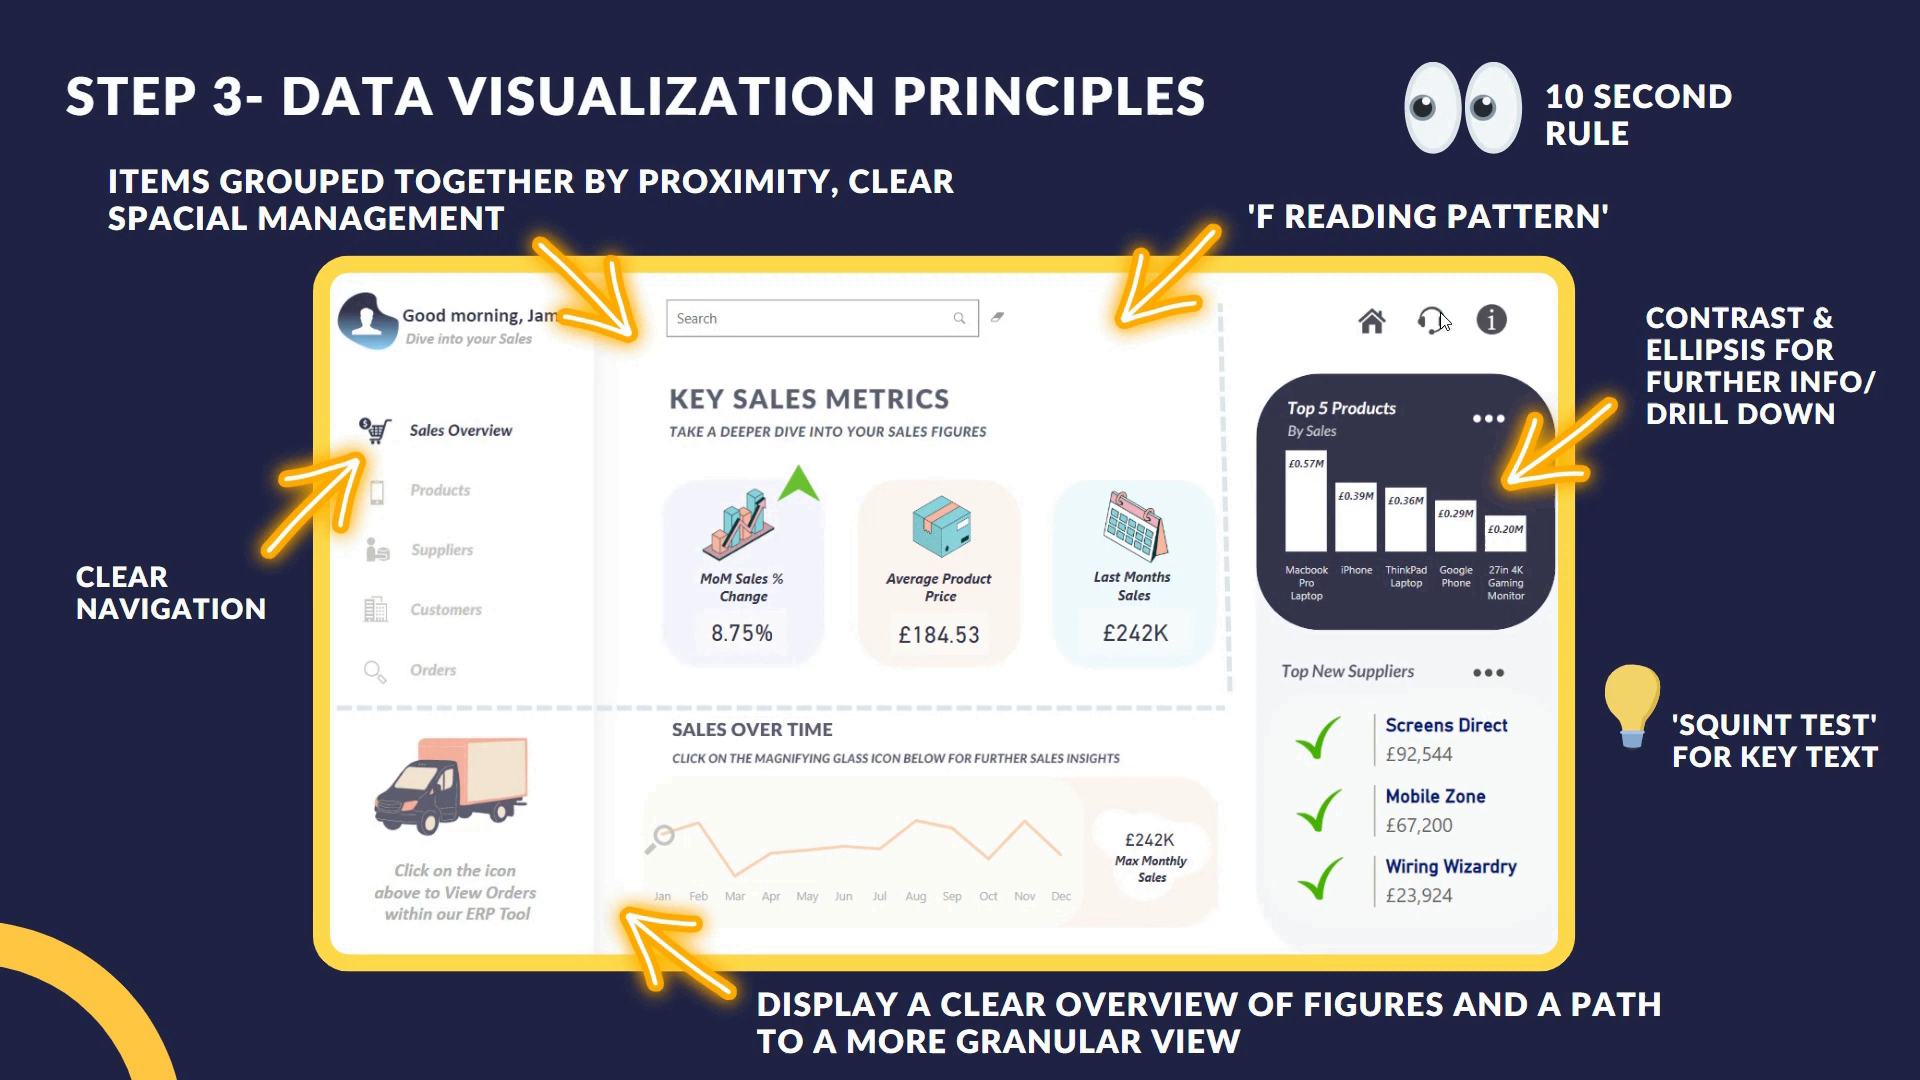 STEP 3- DATA VISUALIZATION PRINCIPLES
10 SECOND
RULE
ITEMS GROUPED TOGETHER BY PROXIMITY, CLEAR
SPACIAL MANAGEMENT
'F READING PATTERN'
CONTRAST &
ELLIPSIS FOR
FURTHER INFO/
DRILL DOWN
CLEAR
NAVIGATION
Good morning, Jam
Dive into your Sales
Sales Overview
Products
Suppliers
Customers
Orders
Click on the icon
above to View Orders
within our ERP Tool
Search
KEY SALES METRICS
TAKE A DEEPER DIVE INTO YOUR SALES FIGURES
MoM Sales %
Change
8.75%
Average Product
Price
£184.53
Last Months
Sales
£242K
SALES OVER TIME
CLICK ON THE MAGNIFYING GLASS ICON BELOW FOR FURTHER SALES INSIGHTS
Jan Feb Mar Apr May Jun Jul Aug Sep Oct Nov Dec
£242K
Max Monthly
Sales
Top 5 Products
By Sales
£0.57M
£0.39M
£0.36M
£0.29M
£0.20M
Macbook
Pro
Laptop
iPhone
ThinkPad
Laptop
Google
Phone
27in 4K
Gaming
Monitor
Top New Suppliers
Screens Direct
£92,544
Mobile Zone
£67,200
Wiring Wizardry
£23,924
'SQUINT TEST'
FOR KEY TEXT
DISPLAY A CLEAR OVERVIEW OF FIGURES AND A PATH
TO A MORE GRANULAR VIEW